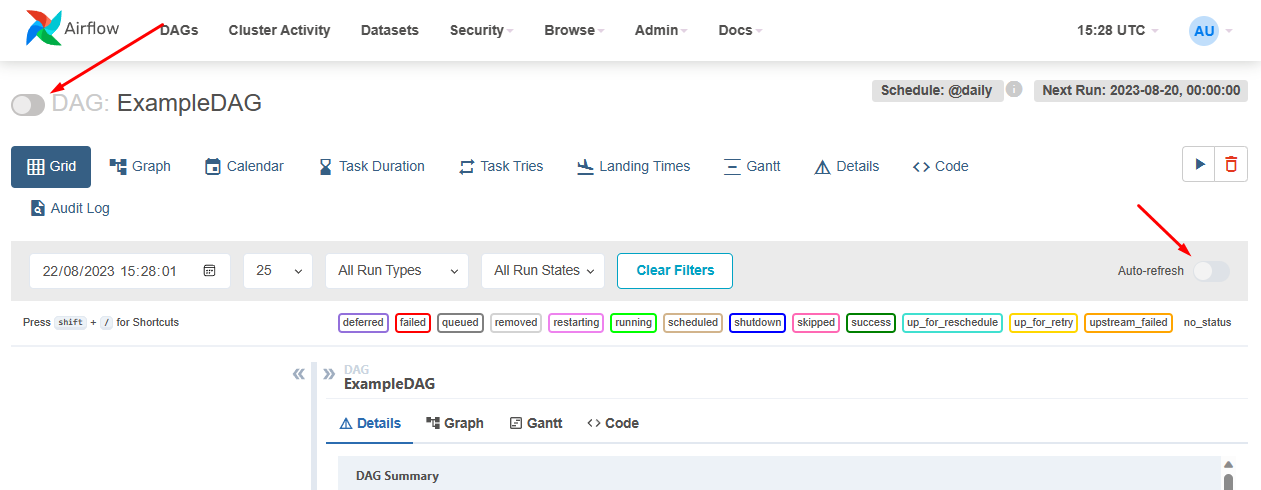 Airflow DAGs Cluster Activity Datasets Security Browse Admin Docs 15:28 UTC AU
DAG: ExampleDAG Schedule: @daily i Next Run: 2023-08-20, 00:00:00
Grid Graph Calendar Task Duration Task Tries Landing Times Gantt Details Code
Audit Log
22/08/2023 15:28:01 25 All Run Types All Run States Clear Filters Auto-refresh
Press shift + / for Shortcuts deferred failed queued removed restarting running scheduled shutdown skipped success up_for_reschedule up_for_retry upstream_failed no_status
DAG
ExampleDAG
Details Graph Gantt Code
DAG Summary